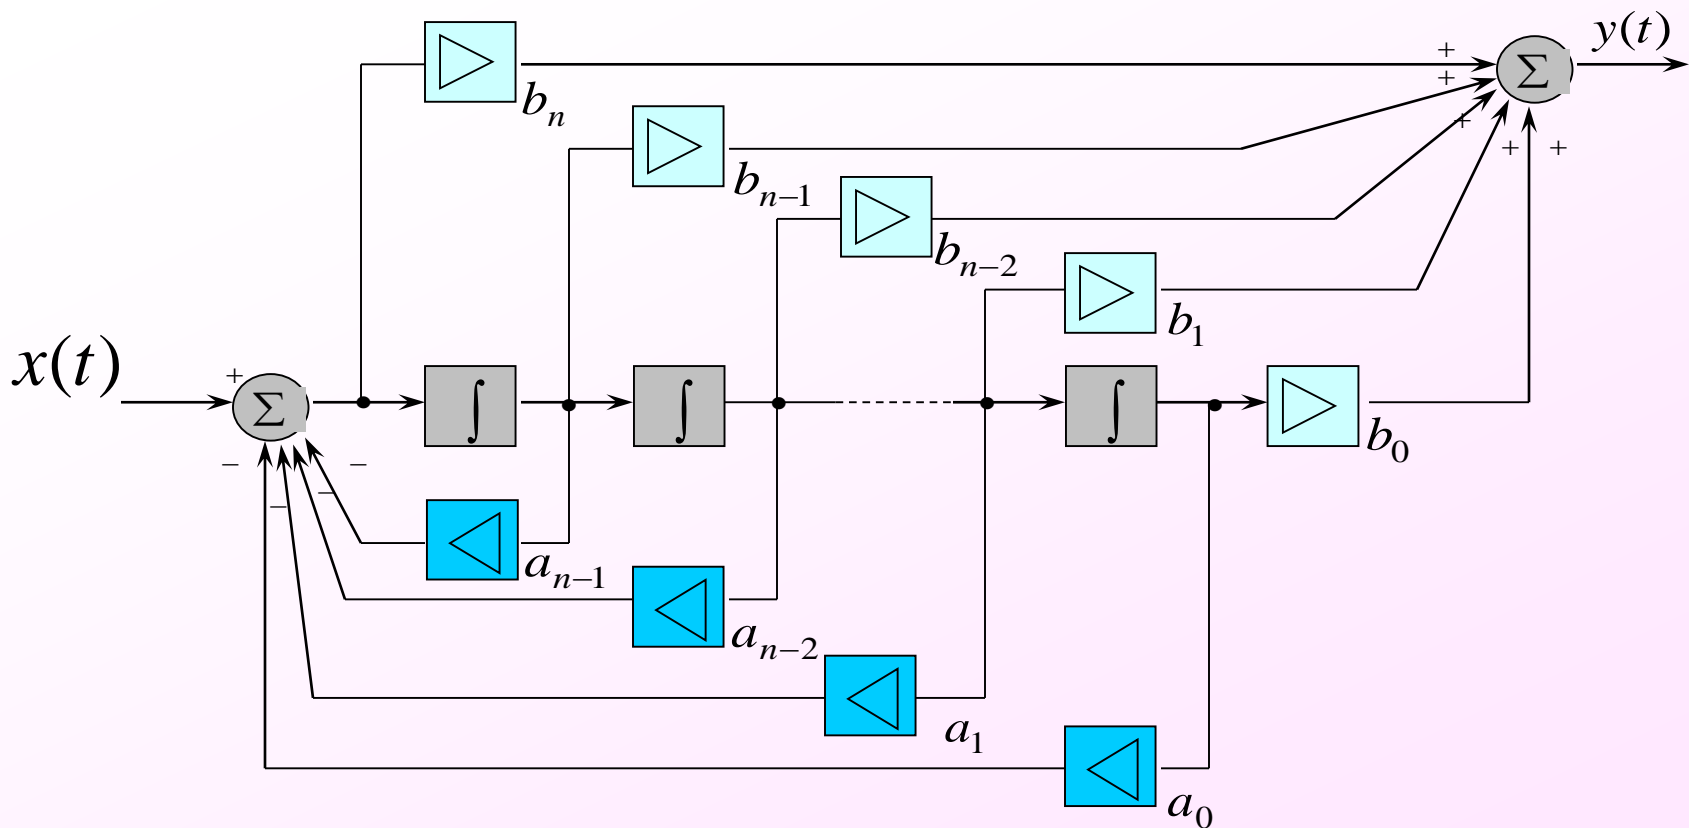 y(t)
+
+
b_n
+
b_{n-1}
+ +
b_{n-2}
b_1
Σ
x(t)
+
Σ
∫
∫
∫
b_0
−
−
−
−
a_{n-1}
a_{n-2}
a_1
a_0